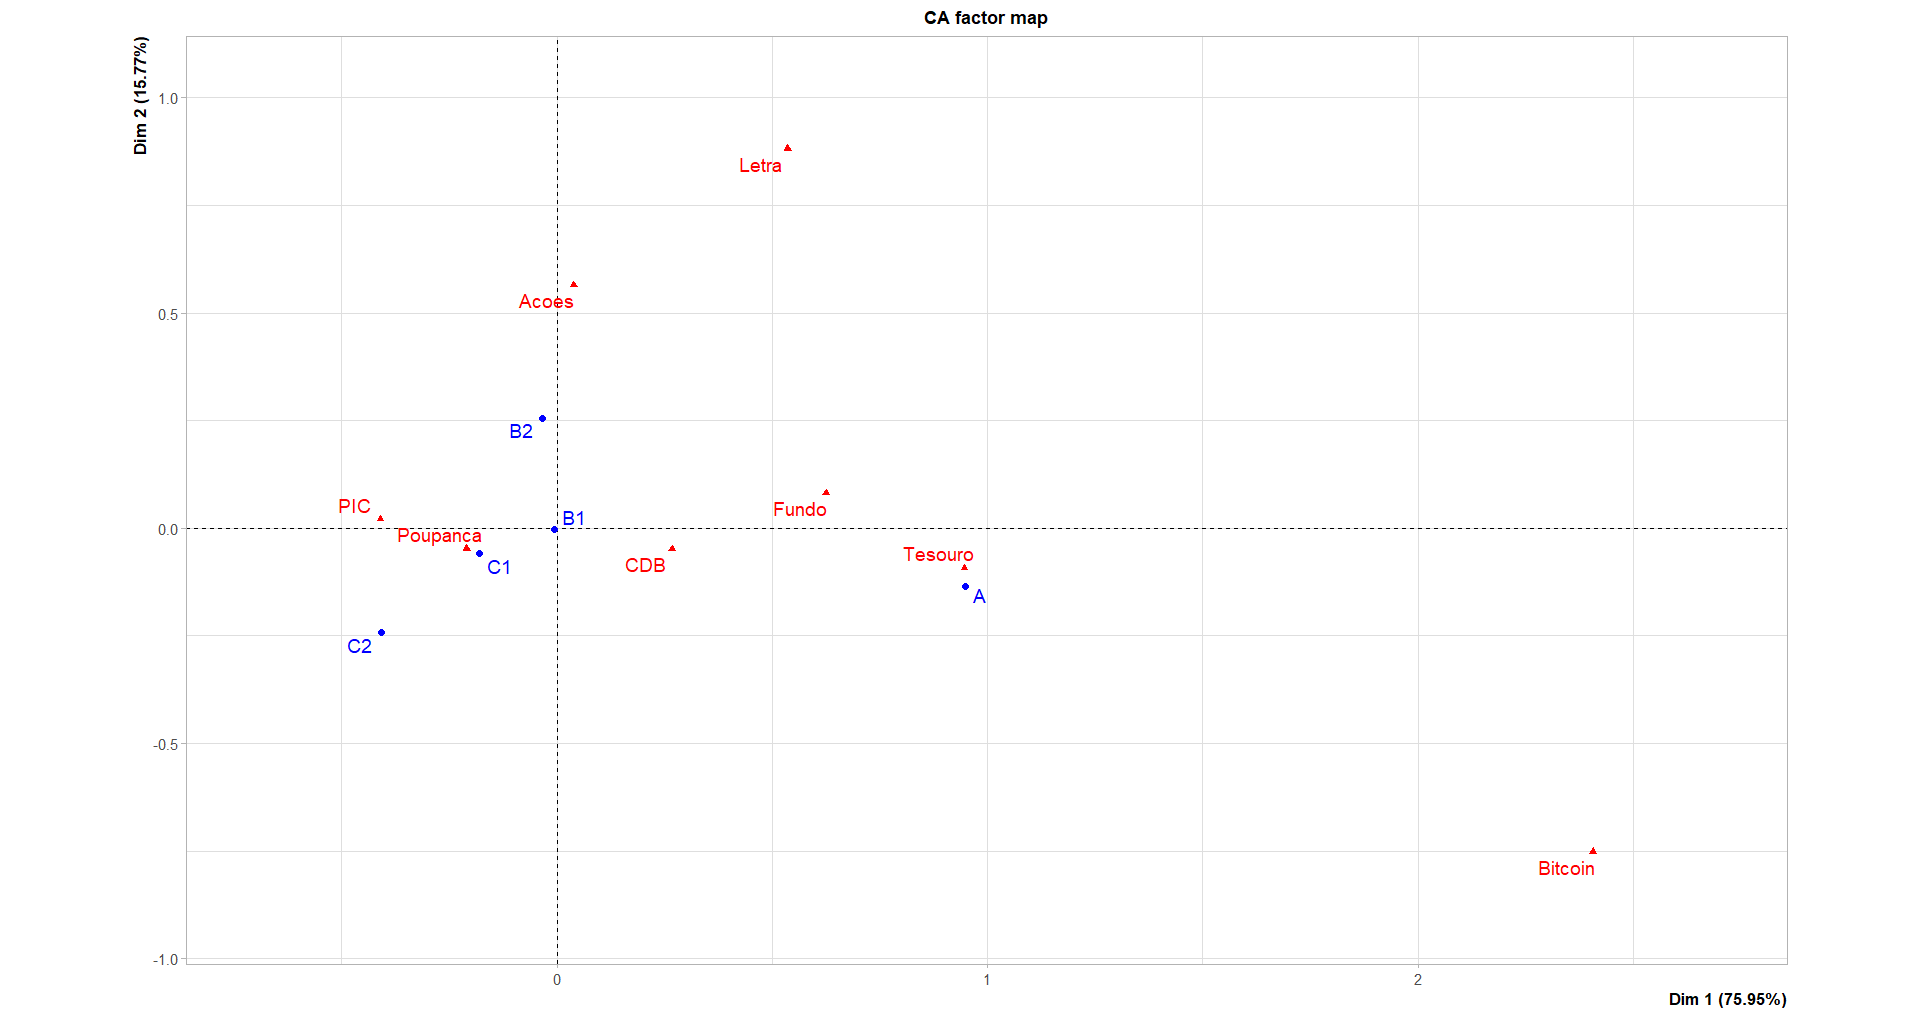 CA factor map
Dim 2 (15.77%)
1.0
0.5
0.0
-0.5
-1.0
Letra
Acoes
B2
PIC
B1
Fundo
Poupanca
C1
CDB
Tesouro
A
C2
Bitcoin
0
1
2
Dim 1 (75.95%)